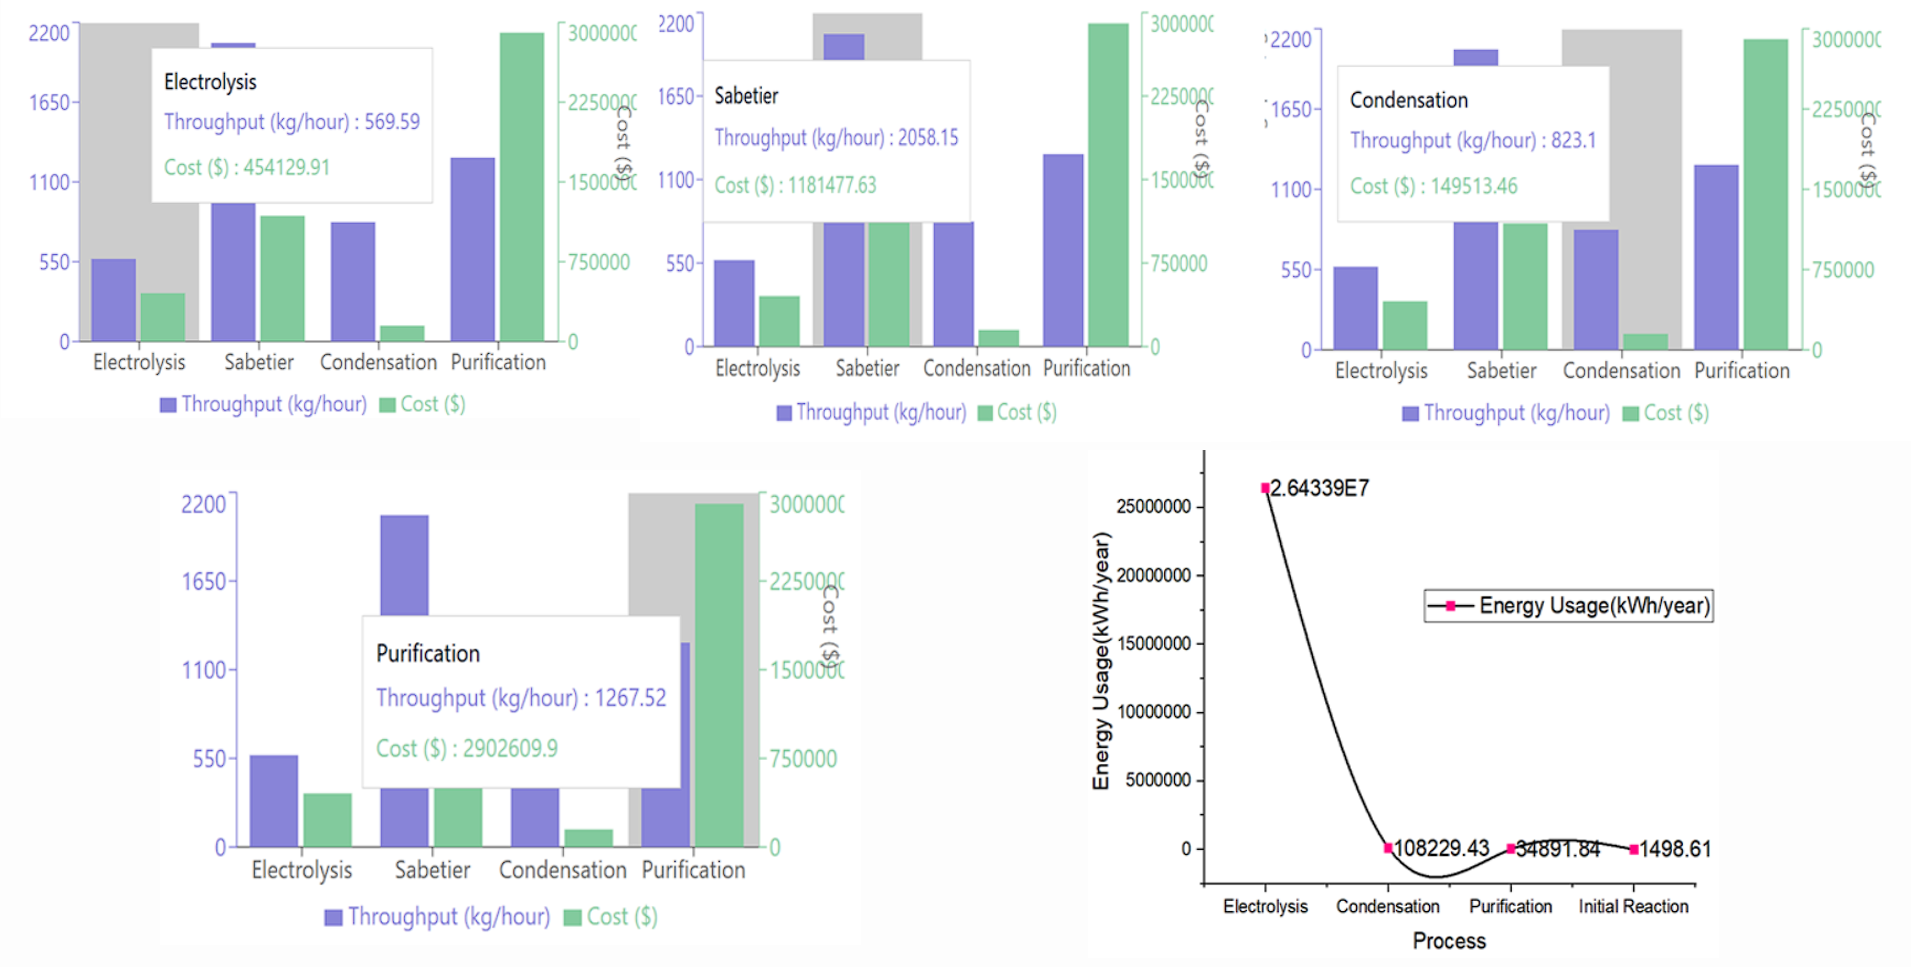 2200
1650
1100
550
0
Electrolysis
Throughput (kg/hour) : 569.59
Cost ($) : 454129.91
3000000
2250000
1500000
750000
0
Cost ($)
Electrolysis Sabetier Condensation Purification
Throughput (kg/hour) Cost ($)
2200
1650
1100
550
0
Sabetier
Throughput (kg/hour) : 2058.15
Cost ($) : 1181477.63
3000000
2250000
1500000
750000
0
Cost ($)
Electrolysis Sabetier Condensation Purification
Throughput (kg/hour) Cost ($)
2200
1650
1100
550
0
Condensation
Throughput (kg/hour) : 823.1
Cost ($) : 149513.46
3000000
2250000
1500000
750000
0
Cost ($)
Electrolysis Sabetier Condensation Purification
Throughput (kg/hour) Cost ($)
2200
1650
1100
550
0
Purification
Throughput (kg/hour) : 1267.52
Cost ($) : 2902609.9
3000000
2250000
1500000
750000
0
Cost ($)
Electrolysis Sabetier Condensation Purification
Throughput (kg/hour) Cost ($)
Energy Usage(kWh/year)
25000000
20000000
15000000
10000000
5000000
0
2.64339E7
Energy Usage(kWh/year)
108229.43
34891.84
1498.61
Electrolysis Condensation Purification Initial Reaction
Process